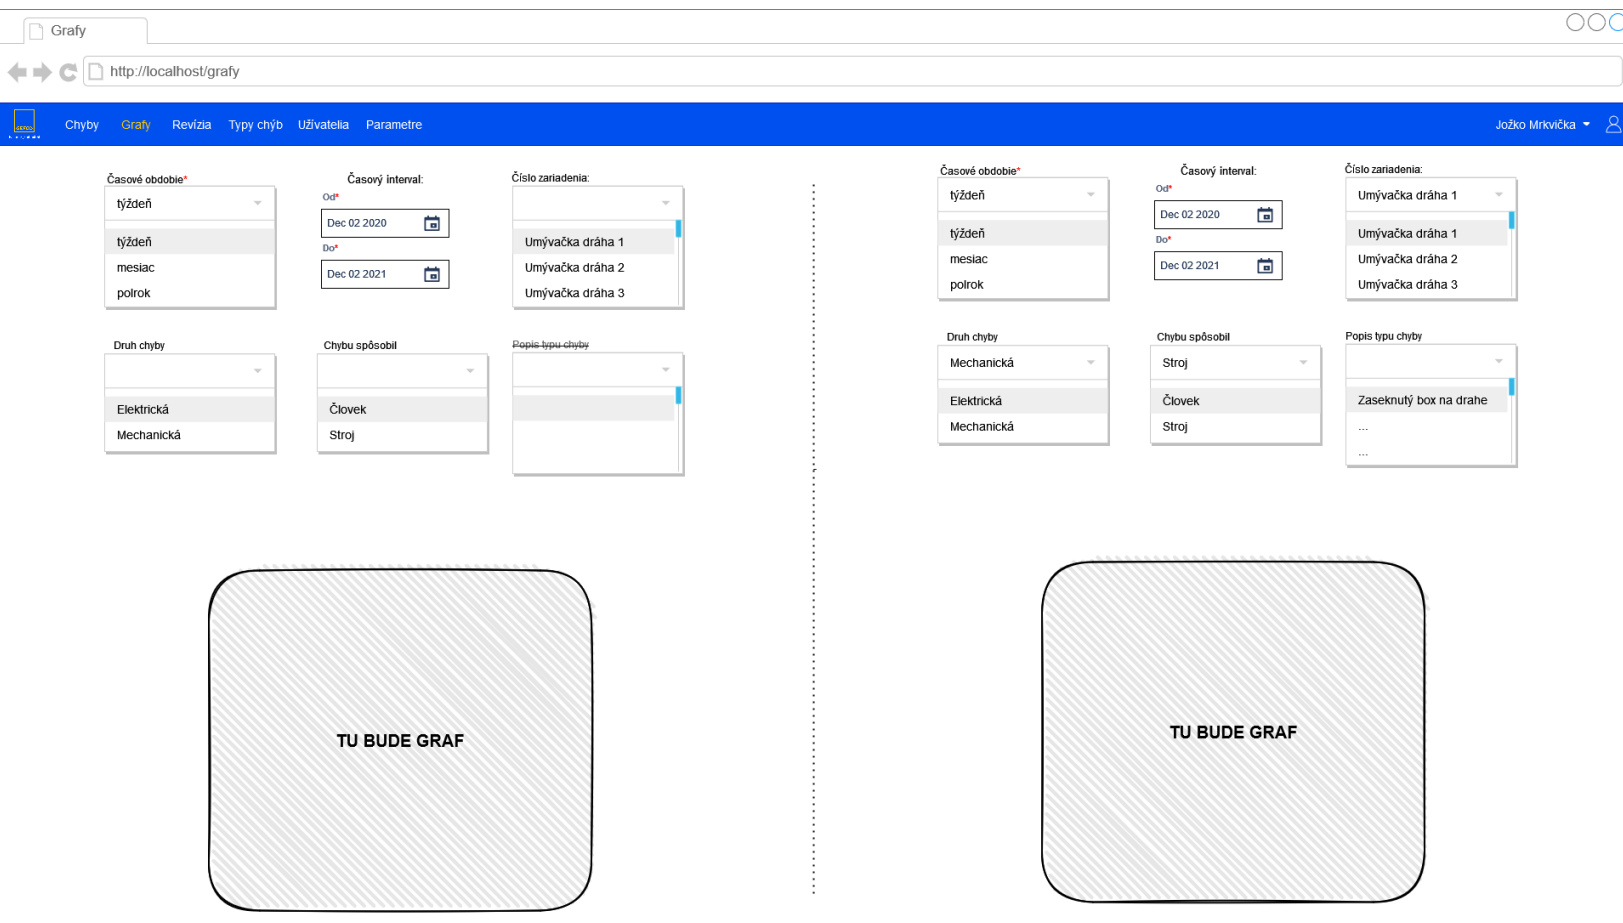 Grafy
http://localhost/grafy
Chyby Grafy Revízia Typy chýb Užívatelia Parametre Jožko Mrkvička
Časové obdobie*
týždeň
týždeň
mesiac
polrok
Časový interval:
Od*
Dec 02 2020
Do*
Dec 02 2021
Číslo zariadenia:
Umývačka dráha 1
Umývačka dráha 2
Umývačka dráha 3
Druh chyby
Elektrická
Mechanická
Chybu spôsobil
Človek
Stroj
Popis typu chyby
TU BUDE GRAF
Časové obdobie*
týždeň
týždeň
mesiac
polrok
Časový interval:
Od*
Dec 02 2020
Do*
Dec 02 2021
Číslo zariadenia:
Umývačka dráha 1
Umývačka dráha 1
Umývačka dráha 2
Umývačka dráha 3
Druh chyby
Mechanická
Elektrická
Mechanická
Chybu spôsobil
Stroj
Človek
Stroj
Popis typu chyby
Zaseknutý box na drahe
...
...
TU BUDE GRAF